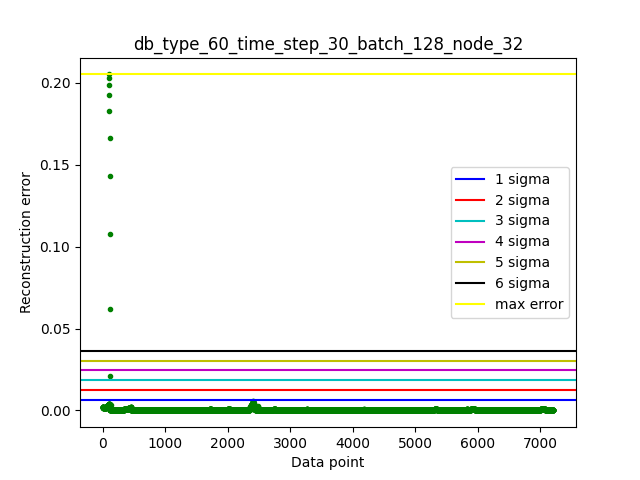 db_type_60_time_step_30_batch_128_node_32
Reconstruction error
0.20
0.15
0.10
0.05
0.00
1 sigma
2 sigma
3 sigma
4 sigma
5 sigma
6 sigma
max error
0 1000 2000 3000 4000 5000 6000 7000
Data point